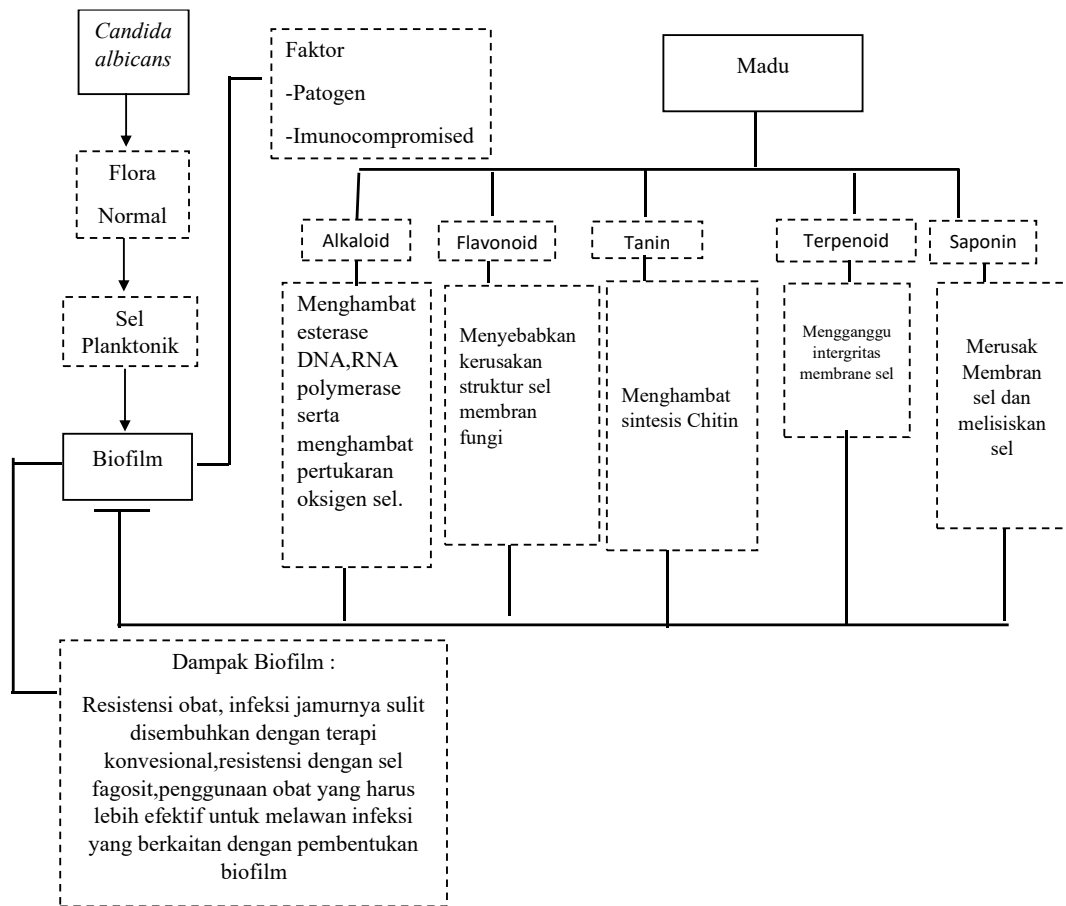 Candida
albicans
Flora
Normal
Sel
Planktonik
Biofilm
Faktor
-Patogen
-Imunocompromised
Madu
Alkaloid
Flavonoid
Tanin
Terpenoid
Saponin
Menghambat
esterase
DNA,RNA
polymerase
serta
menghambat
pertukaran
oksigen sel.
Menyebabkan
kerusakan
struktur sel
membran
fungi
Menghambat
sintesis Chitin
Mengganggu
intergritas
membrane sel
Merusak
Membran
sel dan
melisiskan
sel
Dampak Biofilm :
Resistensi obat, infeksi jamurnya sulit
disembuhkan dengan terapi
konvesional,resistensi dengan sel
fagosit,penggunaan obat yang harus
lebih efektif untuk melawan infeksi
yang berkaitan dengan pembentukan
biofilm